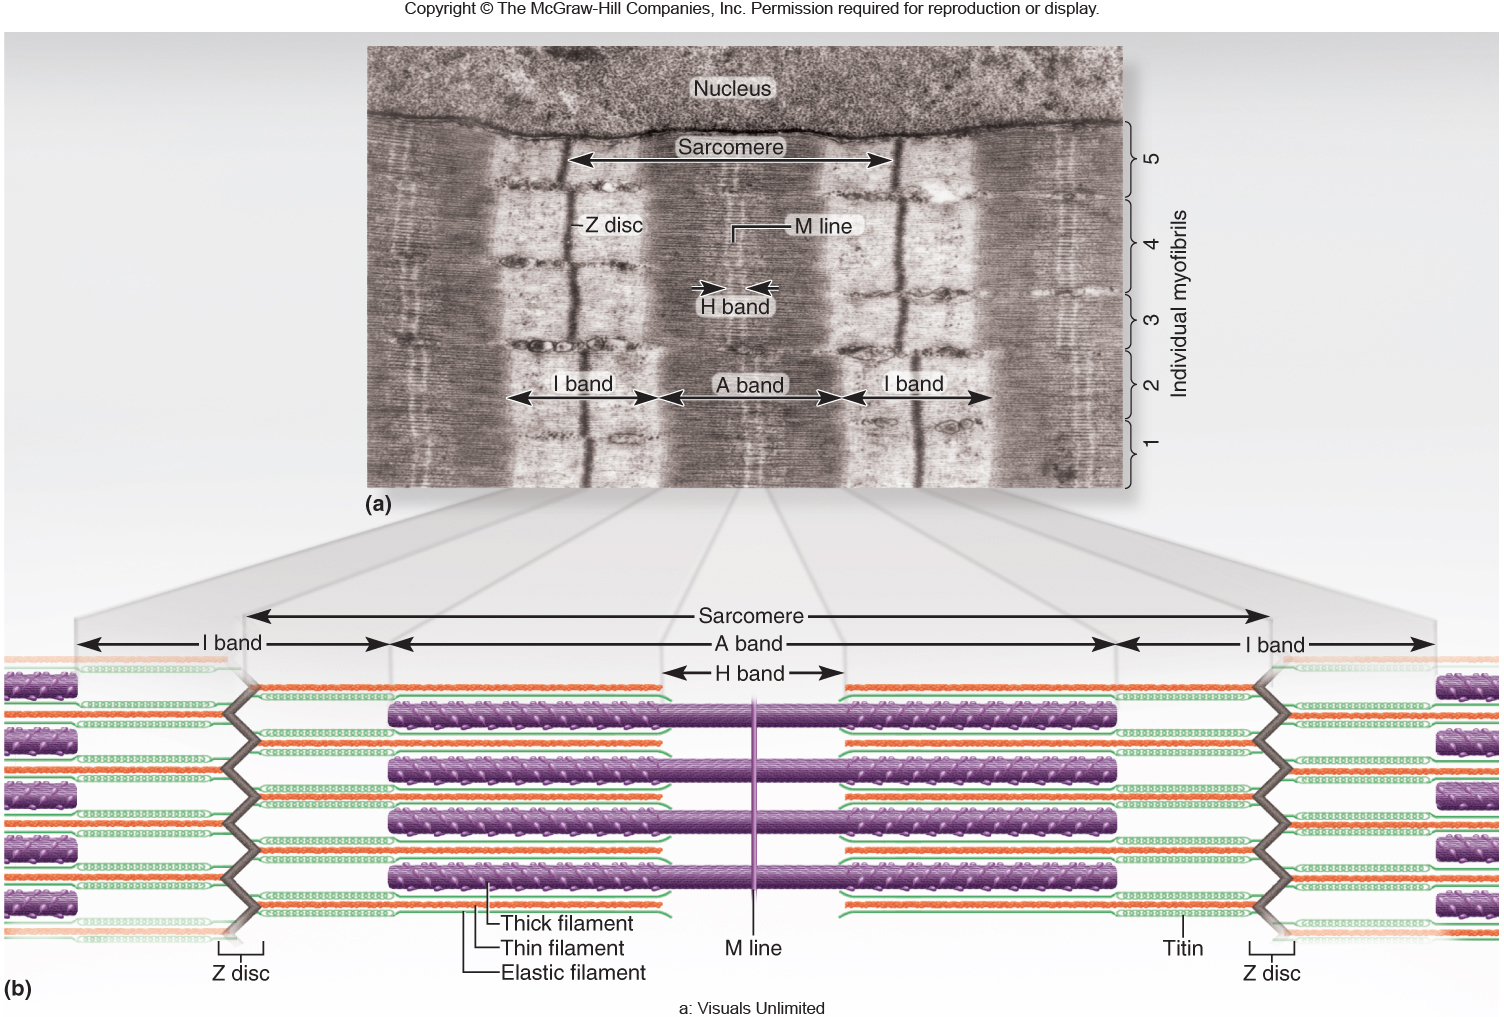 Copyright © The McGraw-Hill Companies, Inc. Permission required for reproduction or display.
Nucleus
Sarcomere
Z disc
M line
H band
I band
A band
I band
5
4
3
2
1
Individual myofibrils
(a)
Sarcomere
I band
A band
I band
H band
Thick filament
Thin filament
M line
Titin
Elastic filament
Z disc
Z disc
(b)
a: Visuals Unlimited